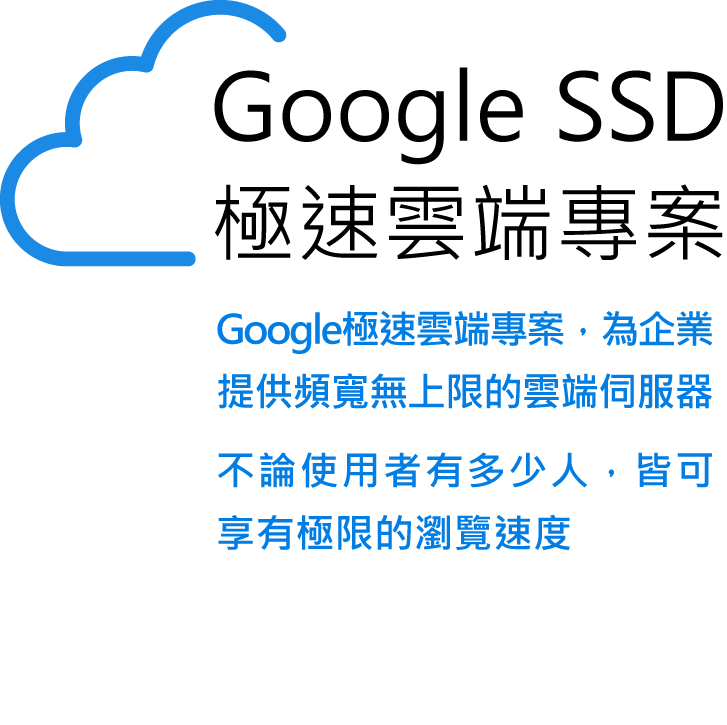 Google SSD
極速雲端專案
Google極速雲端專案，為企業
提供頻寬無上限的雲端伺服器
不論使用者有多少人，皆可
享有極限的瀏覽速度